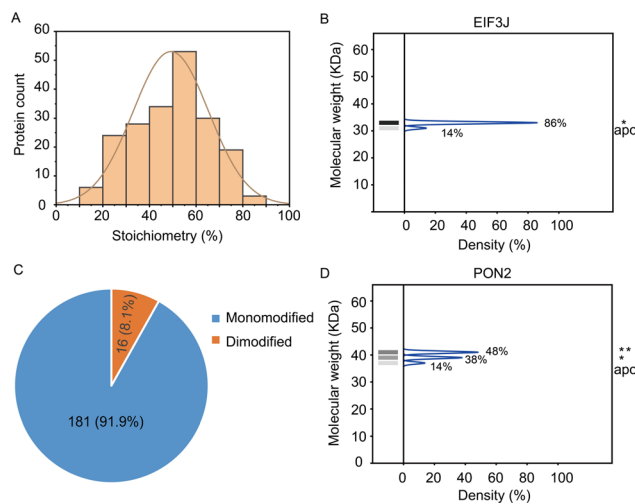 A
Protein count
60
50
40
30
20
10
0
0 20 40 60 80 100
Stoichiometry (%)
B
EIF3J
Molecular weight (KDa)
60
50
40
30
20
10
86%
14%
*
apo
0 20 40 60 80 100
Density (%)
C
16 (8.1%)
181 (91.9%)
Monomodified
Dimodified
D
PON2
Molecular weight (KDa)
60
50
40
30
20
10
0
48%
38%
14%
**
*
apo
0 20 40 60 80 100
Density (%)